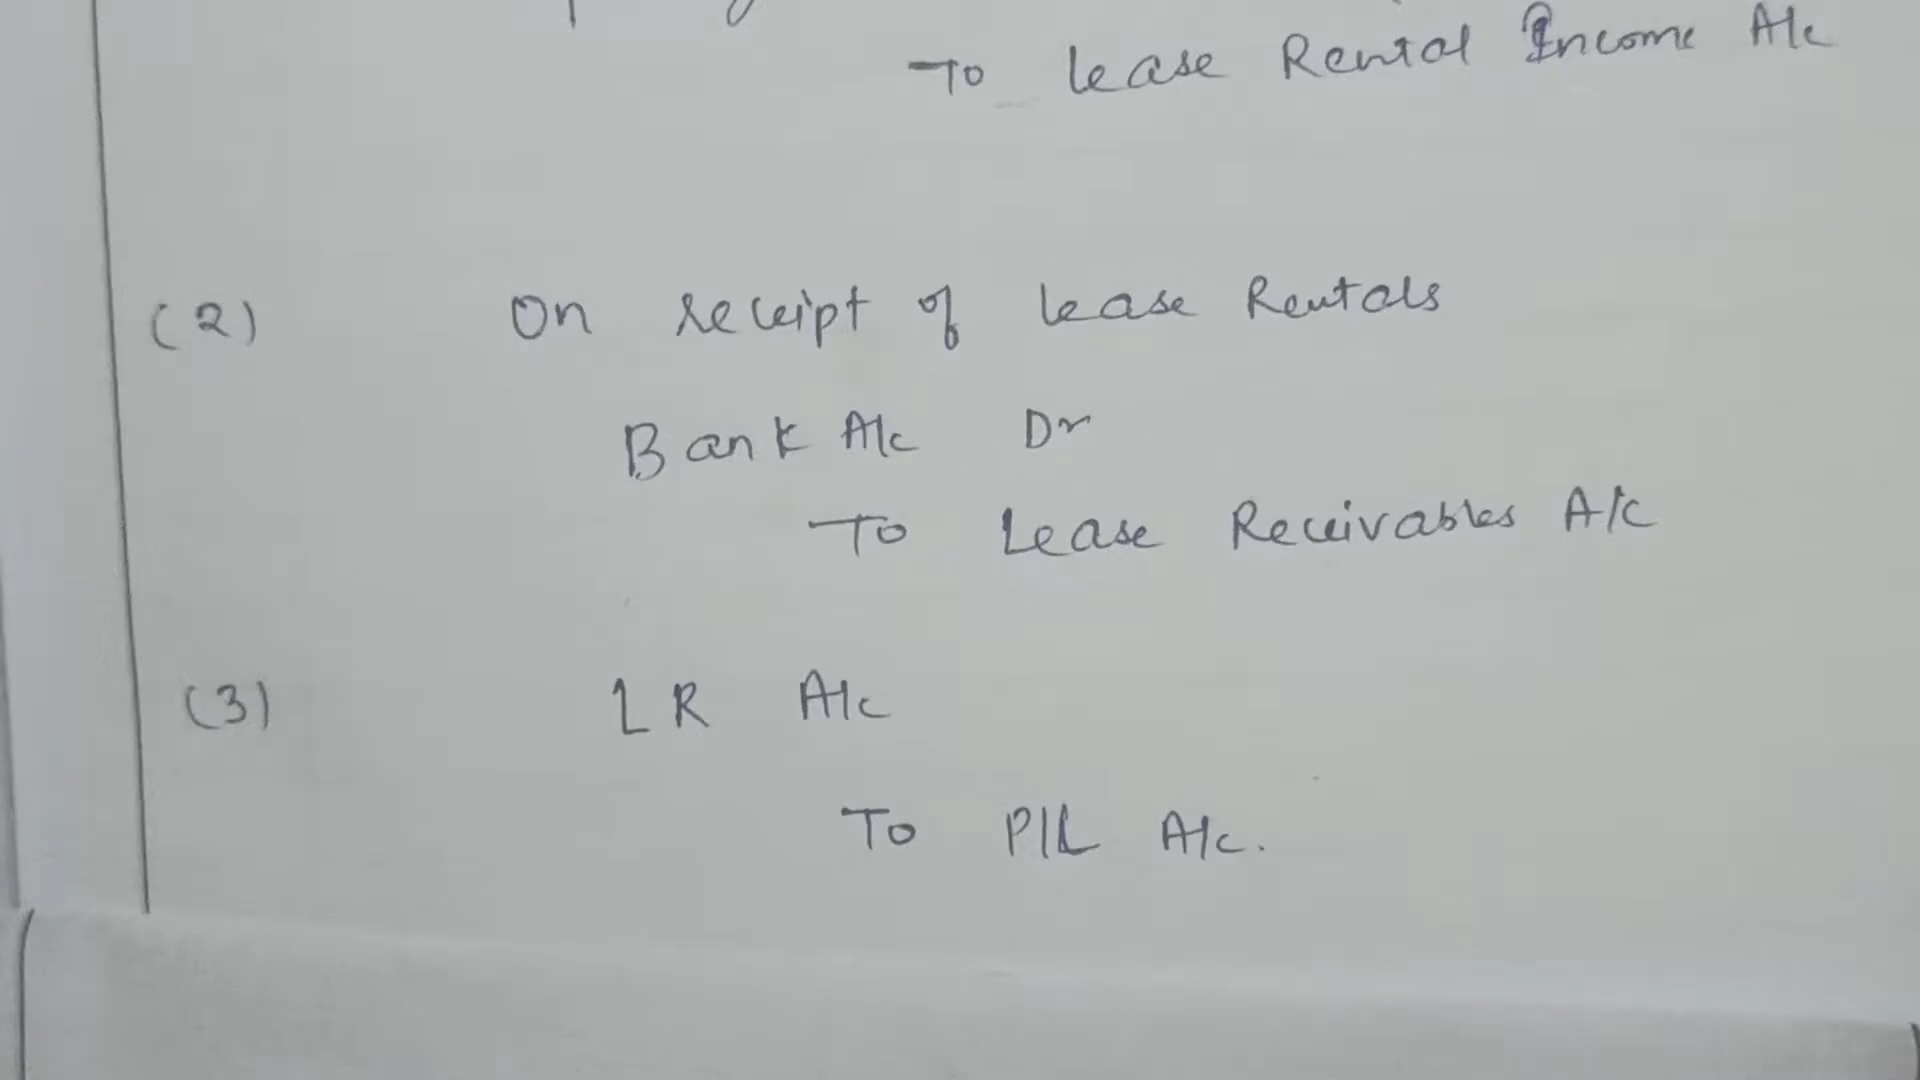 To Lease Rental Income A/c
(2) On receipt of lease Rentals
Bank A/c Dr
To Lease Receivables A/c
(3) LR A/c
To P/L A/c.